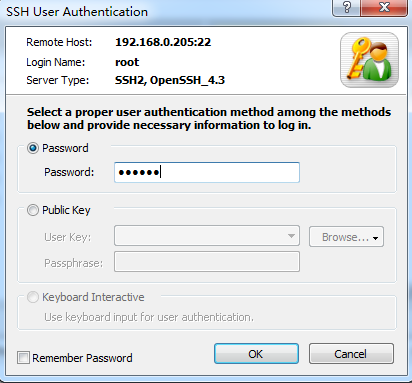 SSH User Authentication
Remote Host: 192.168.0.205:22
Login Name: root
Server Type: SSH2, OpenSSH_4.3
Select a proper user authentication method among the methods
below and provide necessary information to log in.
Password
Password: ●●●●●●
Public Key
User Key: Browse...
Passphrase:
Keyboard Interactive
Use keyboard input for user authentication.
Remember Password OK Cancel